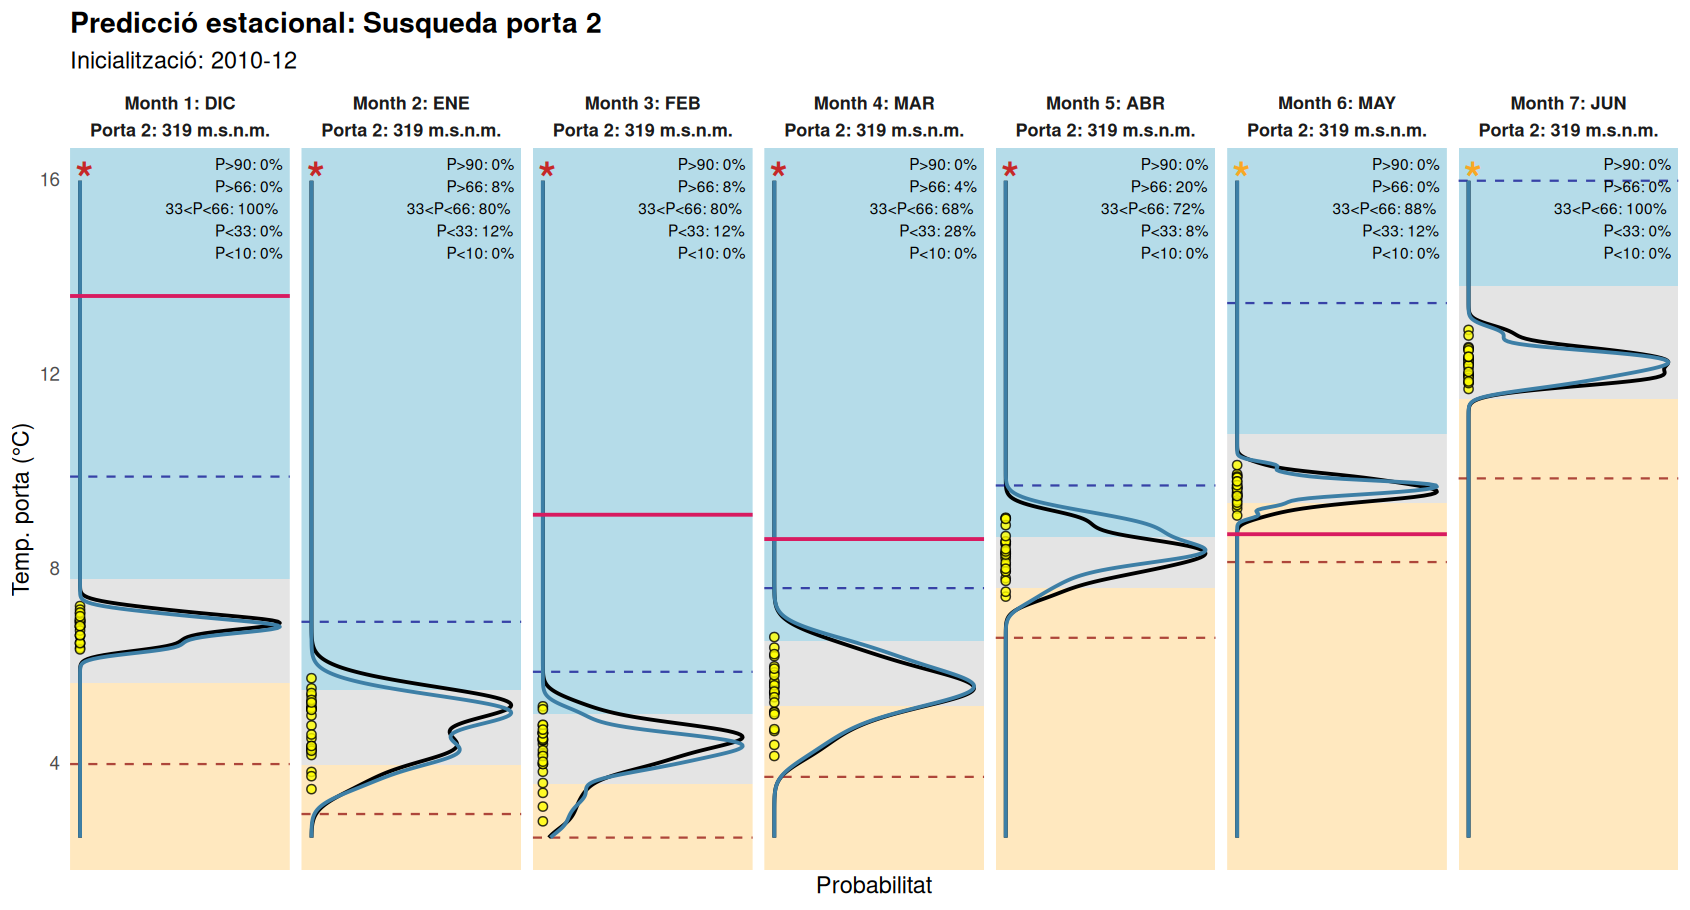 Predicció estacional: Susqueda porta 2
Inicialització: 2010-12
Month 1: DIC
Porta 2: 319 m.s.n.m.
Month 2: ENE
Porta 2: 319 m.s.n.m.
Month 3: FEB
Porta 2: 319 m.s.n.m.
Month 4: MAR
Porta 2: 319 m.s.n.m.
Month 5: ABR
Porta 2: 319 m.s.n.m.
Month 6: MAY
Porta 2: 319 m.s.n.m.
Month 7: JUN
Porta 2: 319 m.s.n.m.
*
P>90: 0%
P>66: 0%
33<P<66: 100%
P<33: 0%
P<10: 0%
*
P>90: 0%
P>66: 8%
33<P<66: 80%
P<33: 12%
P<10: 0%
*
P>90: 0%
P>66: 8%
33<P<66: 80%
P<33: 12%
P<10: 0%
*
P>90: 0%
P>66: 4%
33<P<66: 68%
P<33: 28%
P<10: 0%
*
P>90: 0%
P>66: 20%
33<P<66: 72%
P<33: 8%
P<10: 0%
*
P>90: 0%
P>66: 0%
33<P<66: 88%
P<33: 12%
P<10: 0%
*
P>90: 0%
P>66: 0%
33<P<66: 100%
P<33: 0%
P<10: 0%
16
12
8
4
Temp. porta (°C)
Probabilitat